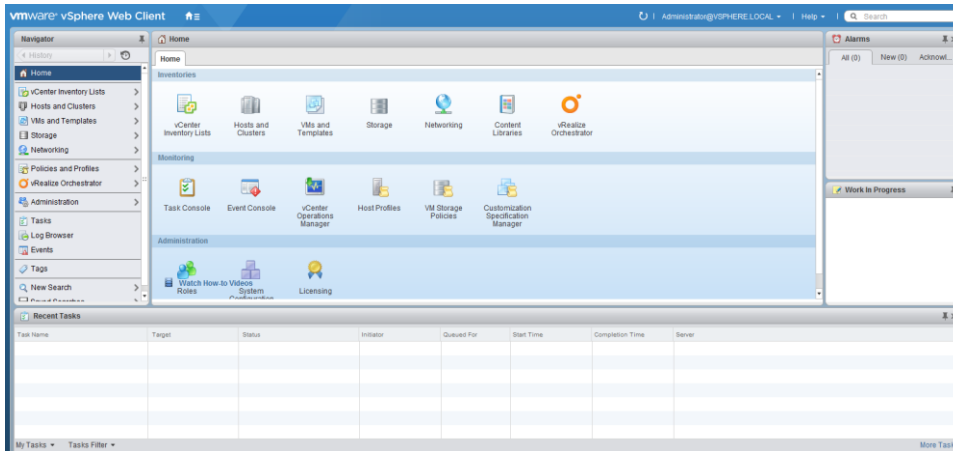 vmware vSphere Web Client
Administrator@VSPHERE.LOCAL
Help
Search
Navigator
History
Home
vCenter Inventory Lists
Hosts and Clusters
VMs and Templates
Storage
Networking
Policies and Profiles
vRealize Orchestrator
Administration
Tasks
Log Browser
Events
Tags
New Search
Saved Searches
Home
Home
Inventories
vCenter Inventory Lists
Hosts and Clusters
VMs and Templates
Storage
Networking
Content Libraries
vRealize Orchestrator
Monitoring
Task Console
Event Console
vCenter Operations Manager
Host Profiles
VM Storage Policies
Customization Specification Manager
Administration
Watch How-to Videos
Roles
System Configuration
Licensing
Alarms
All (0) New (0) Acknowl...
Work In Progress
Recent Tasks
Task Name Target Status Initiator Queued For Start Time Completion Time Server
My Tasks Tasks Filter More Task